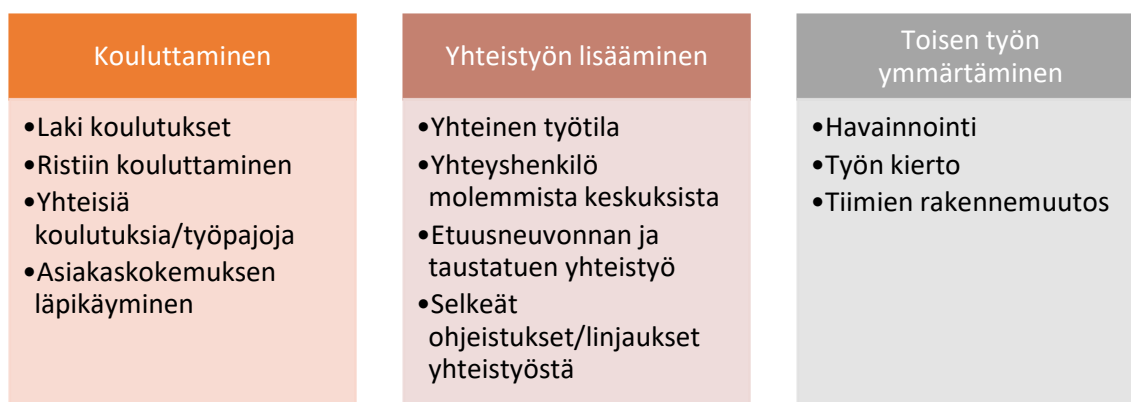 Kouluttaminen
•Laki koulutukset
•Ristiin kouluttaminen
•Yhteisiä
koulutuksia/työpajoja
•Asiakaskokemuksen
läpikäyminen
Yhteistyön lisääminen
•Yhteinen työtila
•Yhteyshenkilö
molemmista keskuksista
•Etuusneuvonnan ja
taustatuen yhteistyö
•Selkeät
ohjeistukset/linjaukset
yhteistyöstä
Toisen työn
ymmärtäminen
•Havainnointi
•Työn kierto
•Tiimien rakennemuutos